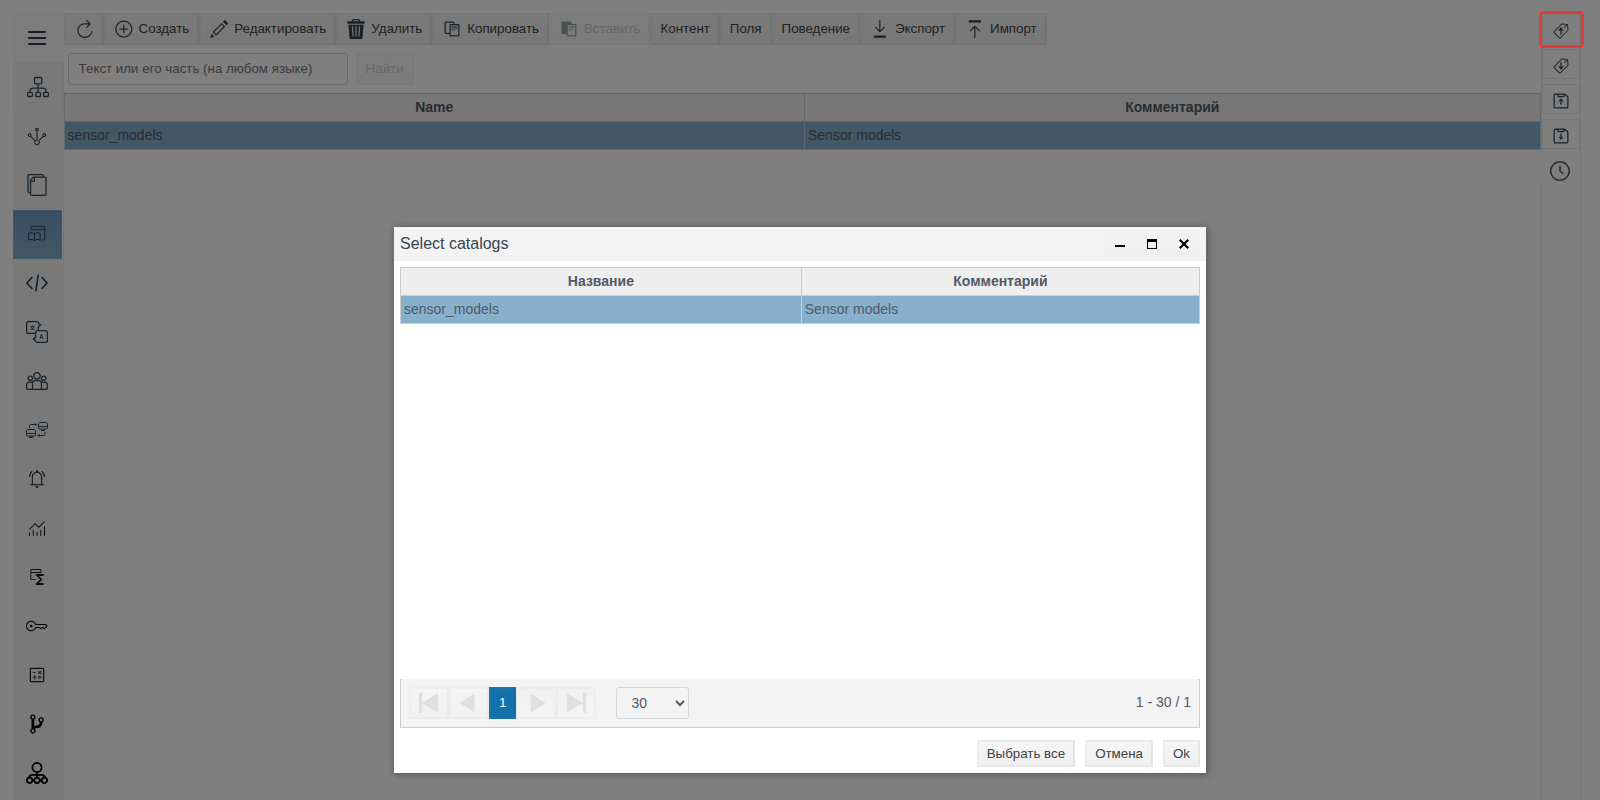 Создать Редактировать Удалить Копировать Вставить Контент Поля Поведение Экспорт Импорт
Текст или его часть (на любом языке) Найти
Name Комментарий
sensor_models Sensor models
Select catalogs
Название Комментарий
sensor_models Sensor models
1 30 1 - 30 / 1
Выбрать все Отмена Ok